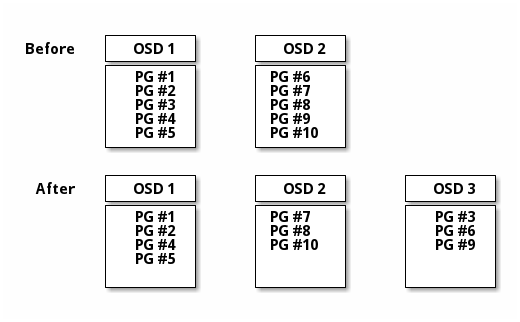 Before OSD 1 OSD 2
PG #1 PG #6
PG #2 PG #7
PG #3 PG #8
PG #4 PG #9
PG #5 PG #10
After OSD 1 OSD 2 OSD 3
PG #1 PG #7 PG #3
PG #2 PG #8 PG #6
PG #4 PG #10 PG #9
PG #5